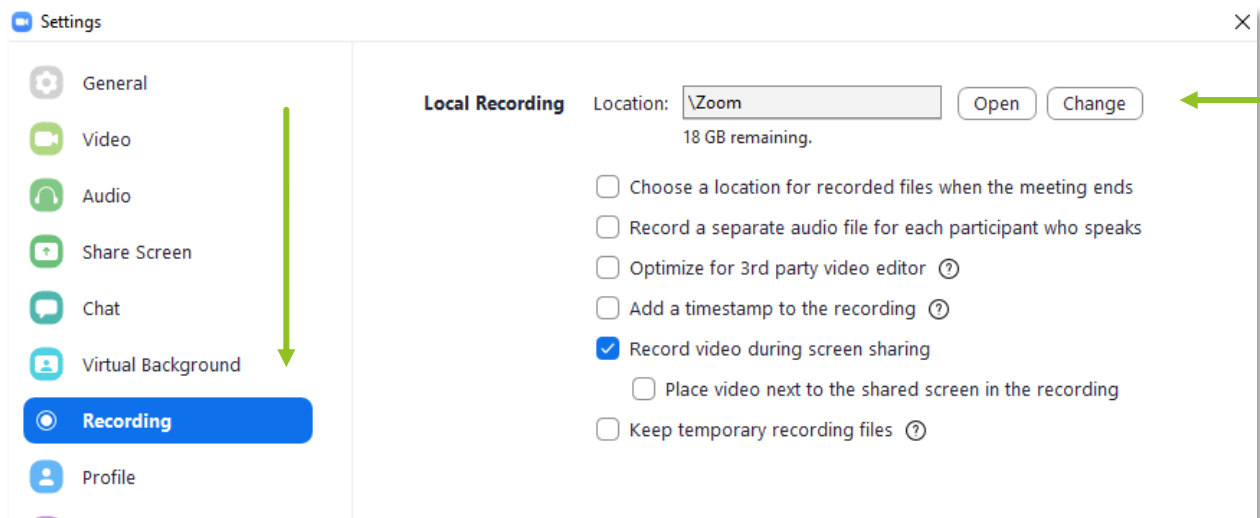 Settings
General
Video
Audio
Share Screen
Chat
Virtual Background
Recording
Profile
Local Recording Location: \Zoom Open Change
18 GB remaining.
Choose a location for recorded files when the meeting ends
Record a separate audio file for each participant who speaks
Optimize for 3rd party video editor ?
Add a timestamp to the recording ?
Record video during screen sharing
Place video next to the shared screen in the recording
Keep temporary recording files ?